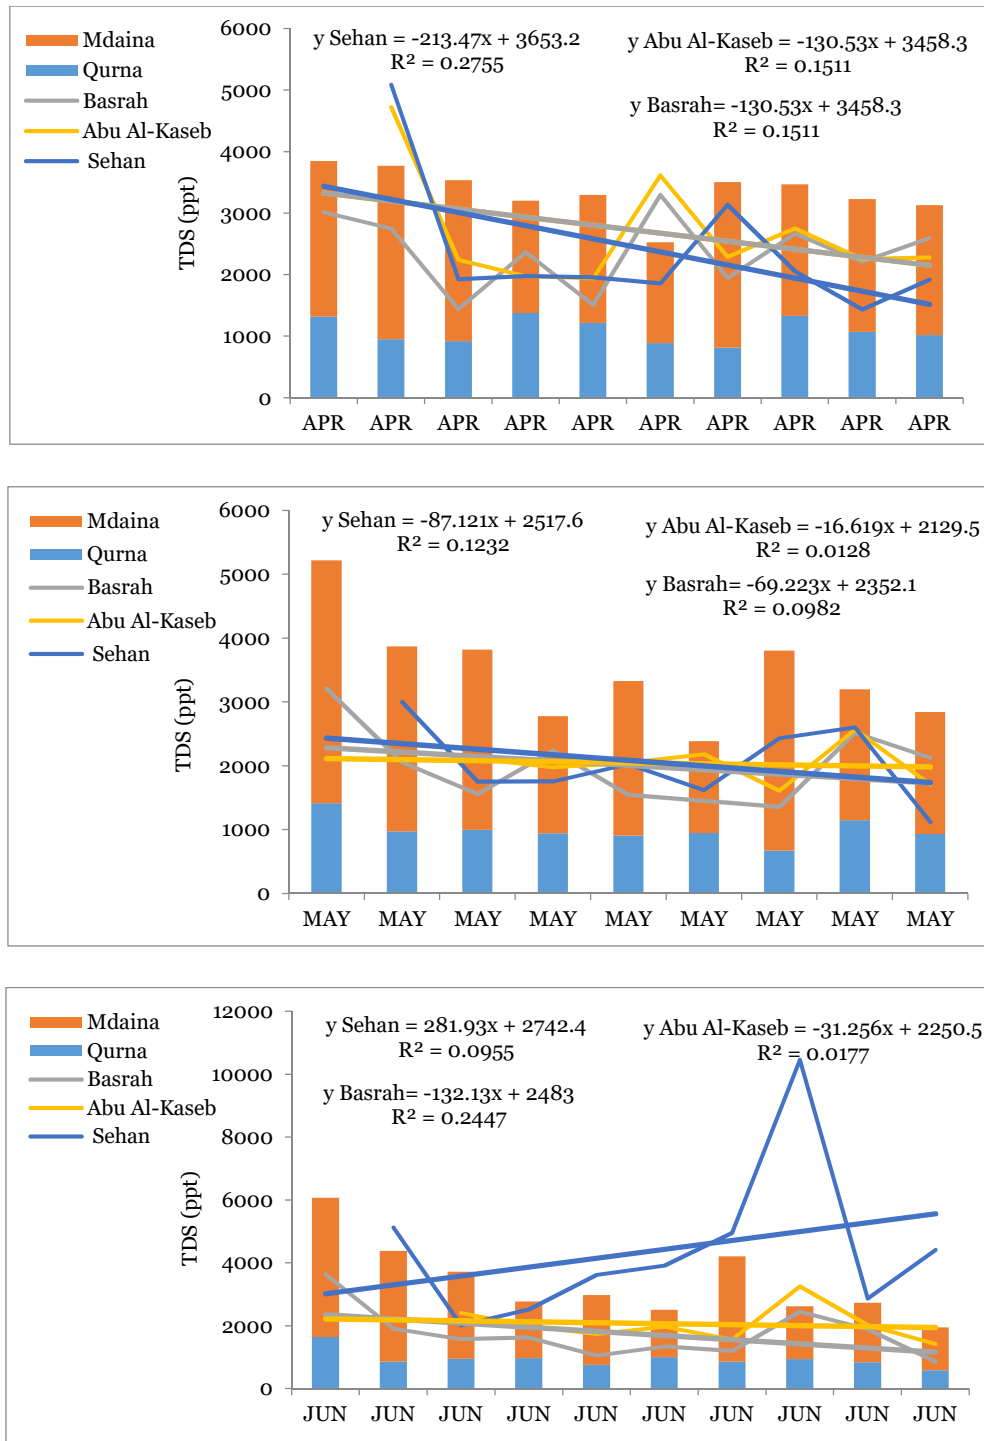 Mdaina
Qurna
Basrah
Abu Al-Kaseb
Sehan
y Sehan = -213.47x + 3653.2
R² = 0.2755
y Abu Al-Kaseb = -130.53x + 3458.3
R² = 0.1511
y Basrah= -130.53x + 3458.3
R² = 0.1511
TDS (ppt)
6000
5000
4000
3000
2000
1000
0
APR APR APR APR APR APR APR APR APR APR
Mdaina
Qurna
Basrah
Abu Al-Kaseb
Sehan
y Sehan = -87.121x + 2517.6
R² = 0.1232
y Abu Al-Kaseb = -16.619x + 2129.5
R² = 0.0128
y Basrah= -69.223x + 2352.1
R² = 0.0982
TDS (ppt)
6000
5000
4000
3000
2000
1000
0
MAY MAY MAY MAY MAY MAY MAY MAY MAY
Mdaina
Qurna
Basrah
Abu Al-Kaseb
Sehan
y Sehan = 281.93x + 2742.4
R² = 0.0955
y Abu Al-Kaseb = -31.256x + 2250.5
R² = 0.0177
y Basrah= -132.13x + 2483
R² = 0.2447
TDS (ppt)
12000
10000
8000
6000
4000
2000
0
JUN JUN JUN JUN JUN JUN JUN JUN JUN JUN